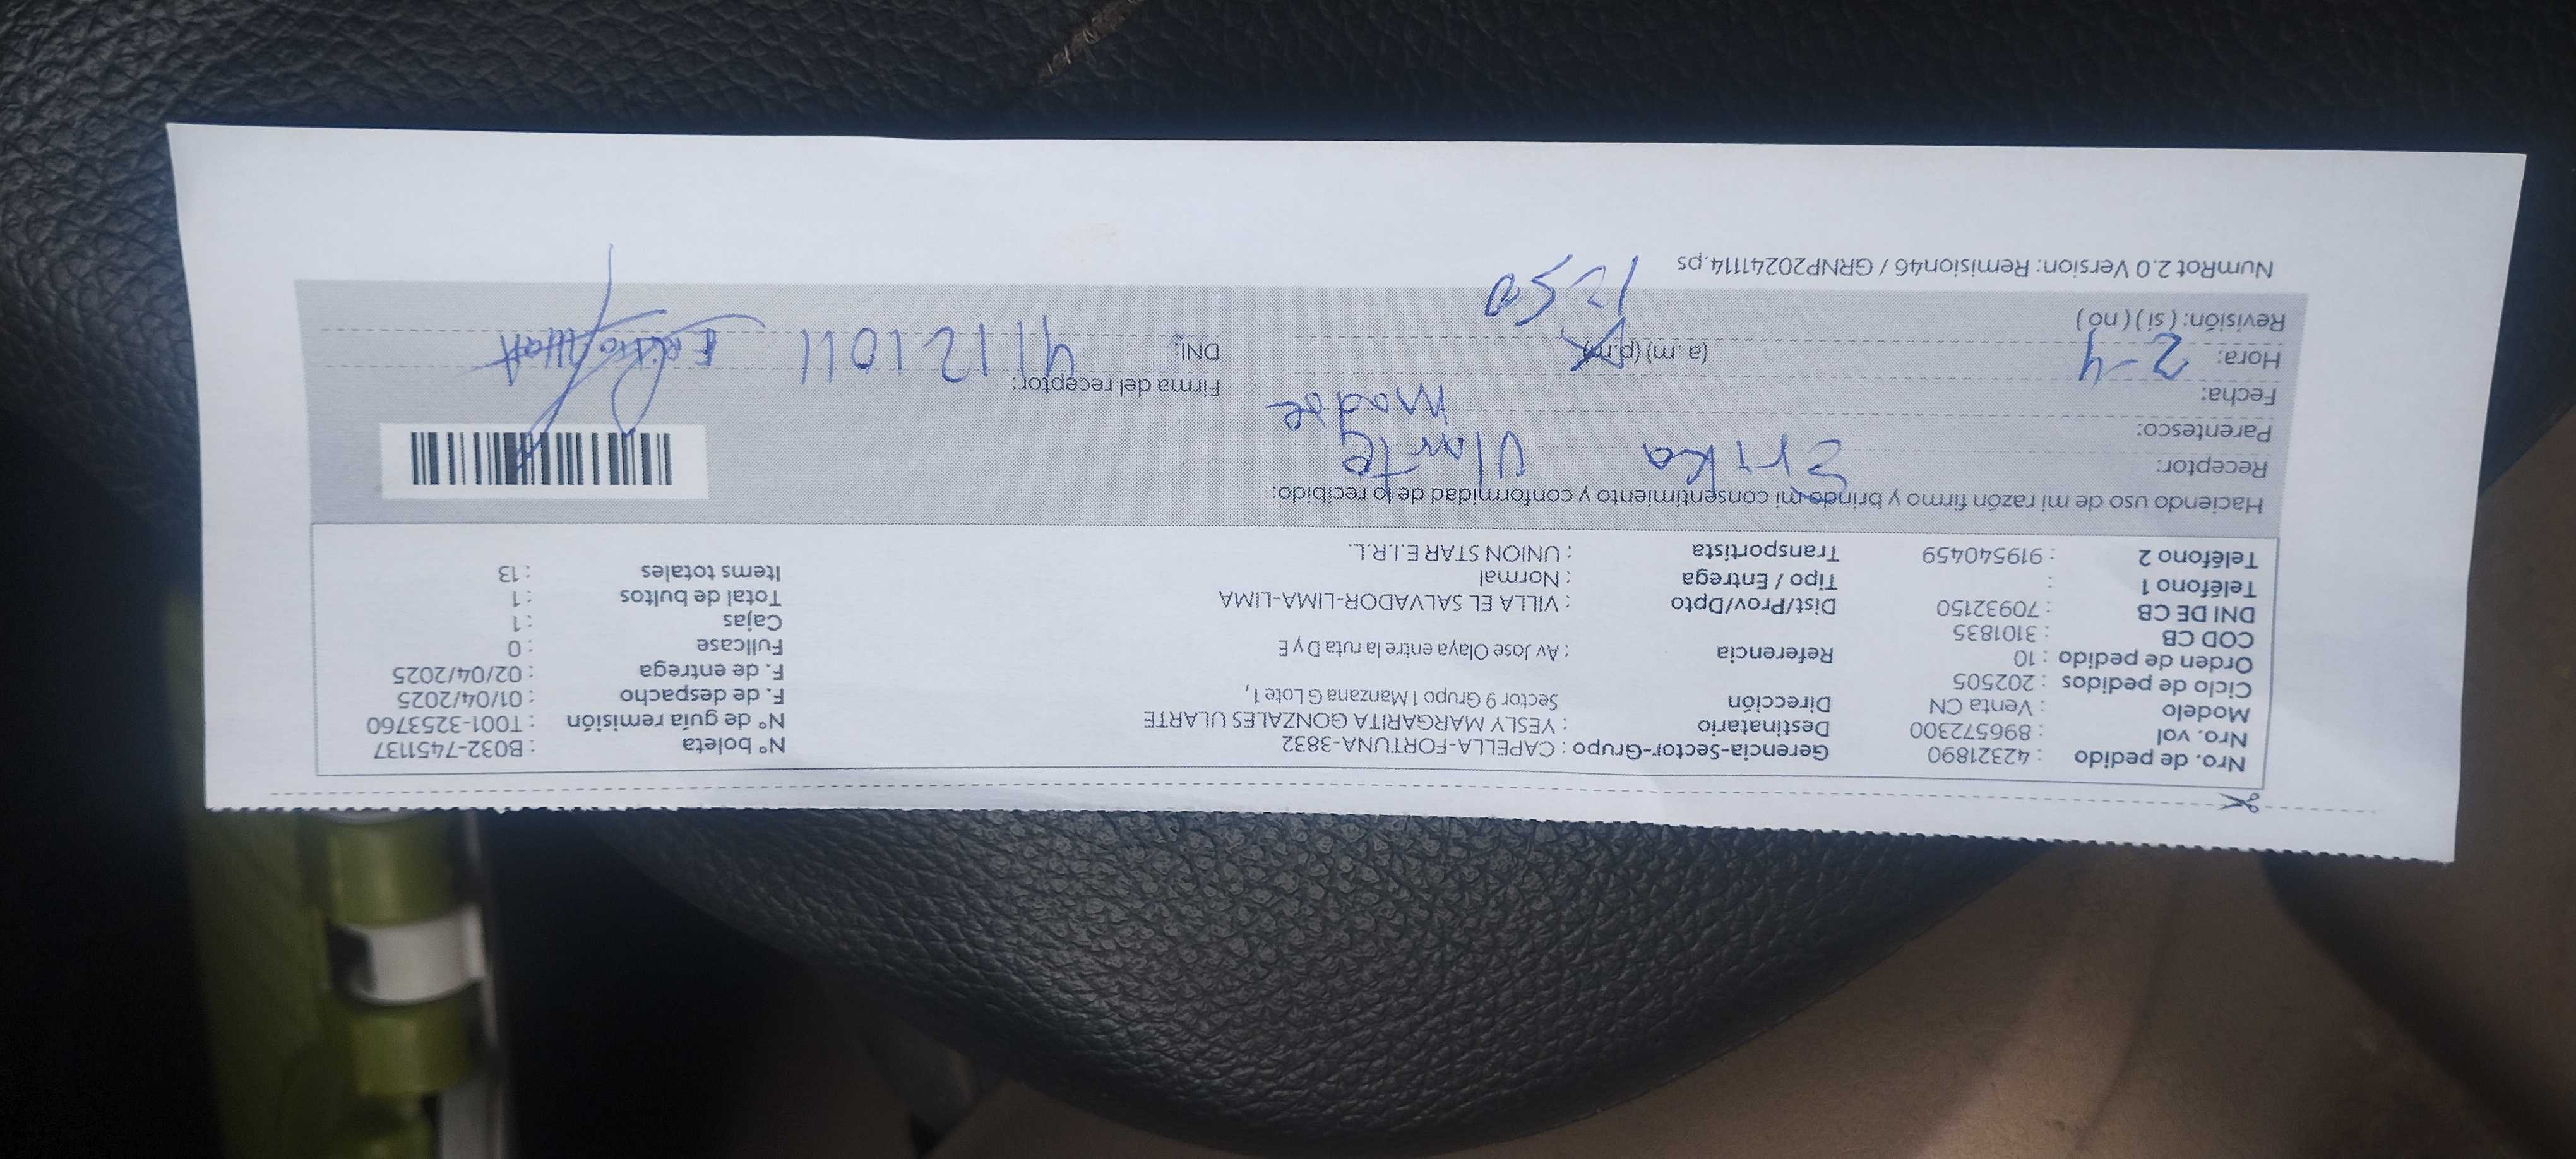 Nro. de pedido : 42321890 Gerencia-Sector-Grupo : CAPELLA-FORTUNA-3832 N° boleta : B032-7451137
Nro. vol : 896572300 Destinatario : YESLY MARGARITA GONZALES ULARTE N° de guía remisión : T001-3253760
Modelo : Venta CN Dirección Sector 9 Grupo 1 Manzana G Lote 1, F. de despacho : 01/04/2025
Ciclo de pedidos : 202505 F. de entrega : 02/04/2025
Orden de pedido : 10 Referencia : Av Jose Olaya entre la ruta D y E Fullcase : 0
COD CB : 3101835 Cajas : 1
DNI DE CB : 70932150 Dist/Prov/Dpto : VILLA EL SALVADOR-LIMA-LIMA Total de bultos : 1
Teléfono 1 : Tipo / Entrega : Normal Items totales : 13
Teléfono 2 : 919540459 Transportista : UNION STAR E.I.R.L.
Haciendo uso de mi razón firmo y brindo mi consentimiento y conformidad de lo recibido:
Receptor: Erika Ularte
Parentesco: Madre
Fecha: 2-4 Firma del receptor:
Hora: (a. m) (p.m) DNI: 41121011
Revisión: ( si ) ( no ) 1250
NumRot 2.0 Version: Remision46 / GRNP20241114.ps